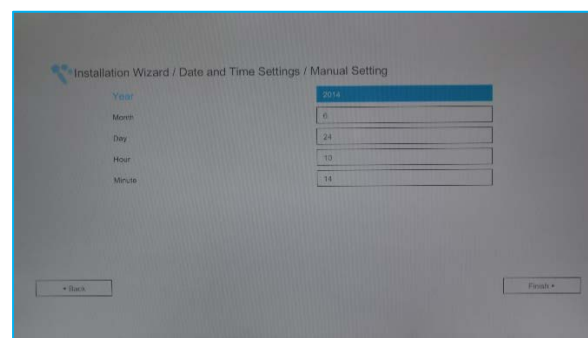 Installation Wizard / Date and Time Settings / Manual Setting
Year 2014
Month 6
Day 24
Hour 10
Minute 14
Back
Finish